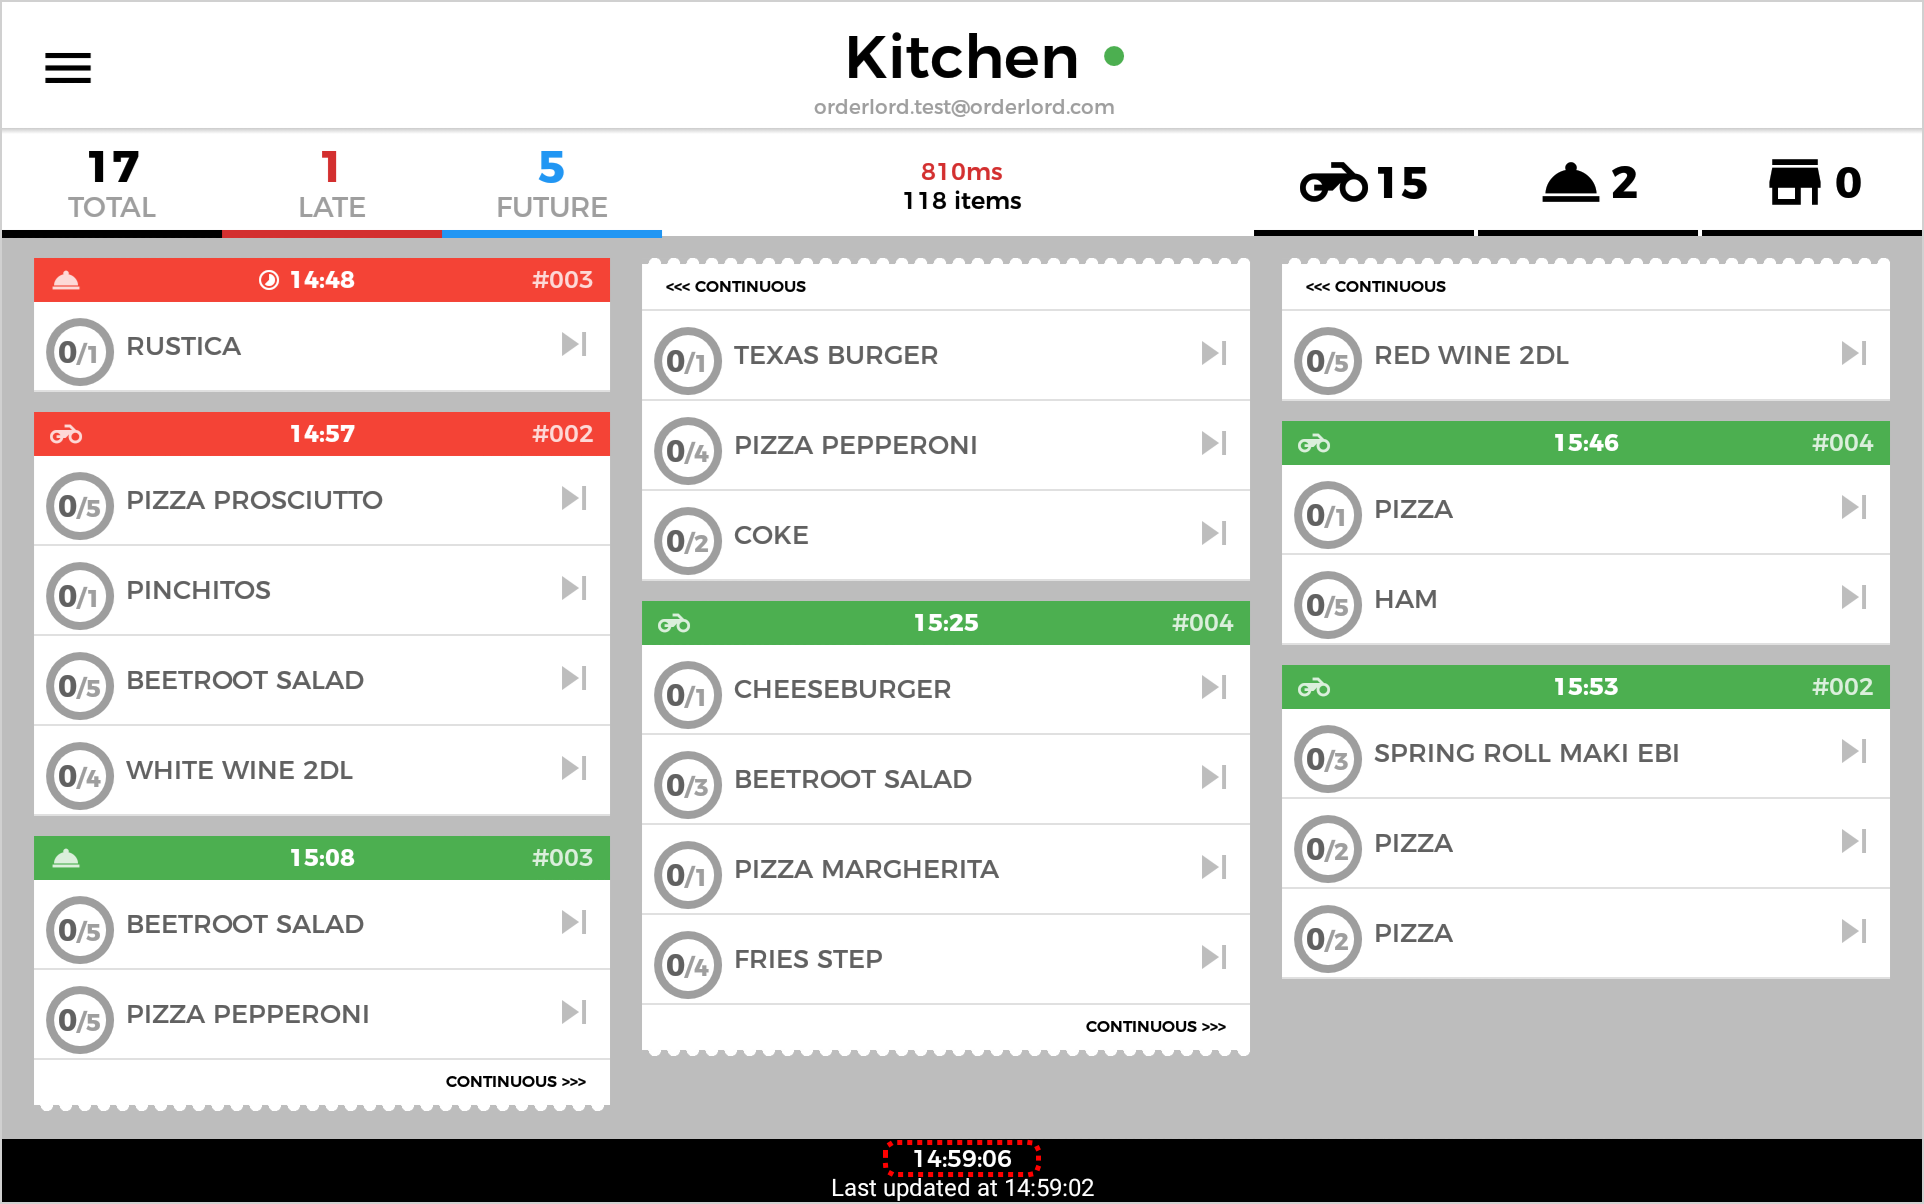 Kitchen
orderlord.test@orderlord.com
17
TOTAL
1
LATE
5
FUTURE
810ms
118 items
15
2
0
14:48 #003
0/1 RUSTICA
14:57 #002
0/5 PIZZA PROSCIUTTO
0/1 PINCHITOS
0/5 BEETROOT SALAD
0/4 WHITE WINE 2DL
15:08 #003
0/5 BEETROOT SALAD
0/5 PIZZA PEPPERONI
CONTINUOUS >>>
<<< CONTINUOUS
0/1 TEXAS BURGER
0/4 PIZZA PEPPERONI
0/2 COKE
15:25 #004
0/1 CHEESEBURGER
0/3 BEETROOT SALAD
0/1 PIZZA MARGHERITA
0/4 FRIES STEP
CONTINUOUS >>>
<<< CONTINUOUS
0/5 RED WINE 2DL
15:46 #004
0/1 PIZZA
0/5 HAM
15:53 #002
0/3 SPRING ROLL MAKI EBI
0/2 PIZZA
0/2 PIZZA
14:59:06
Last updated at 14:59:02